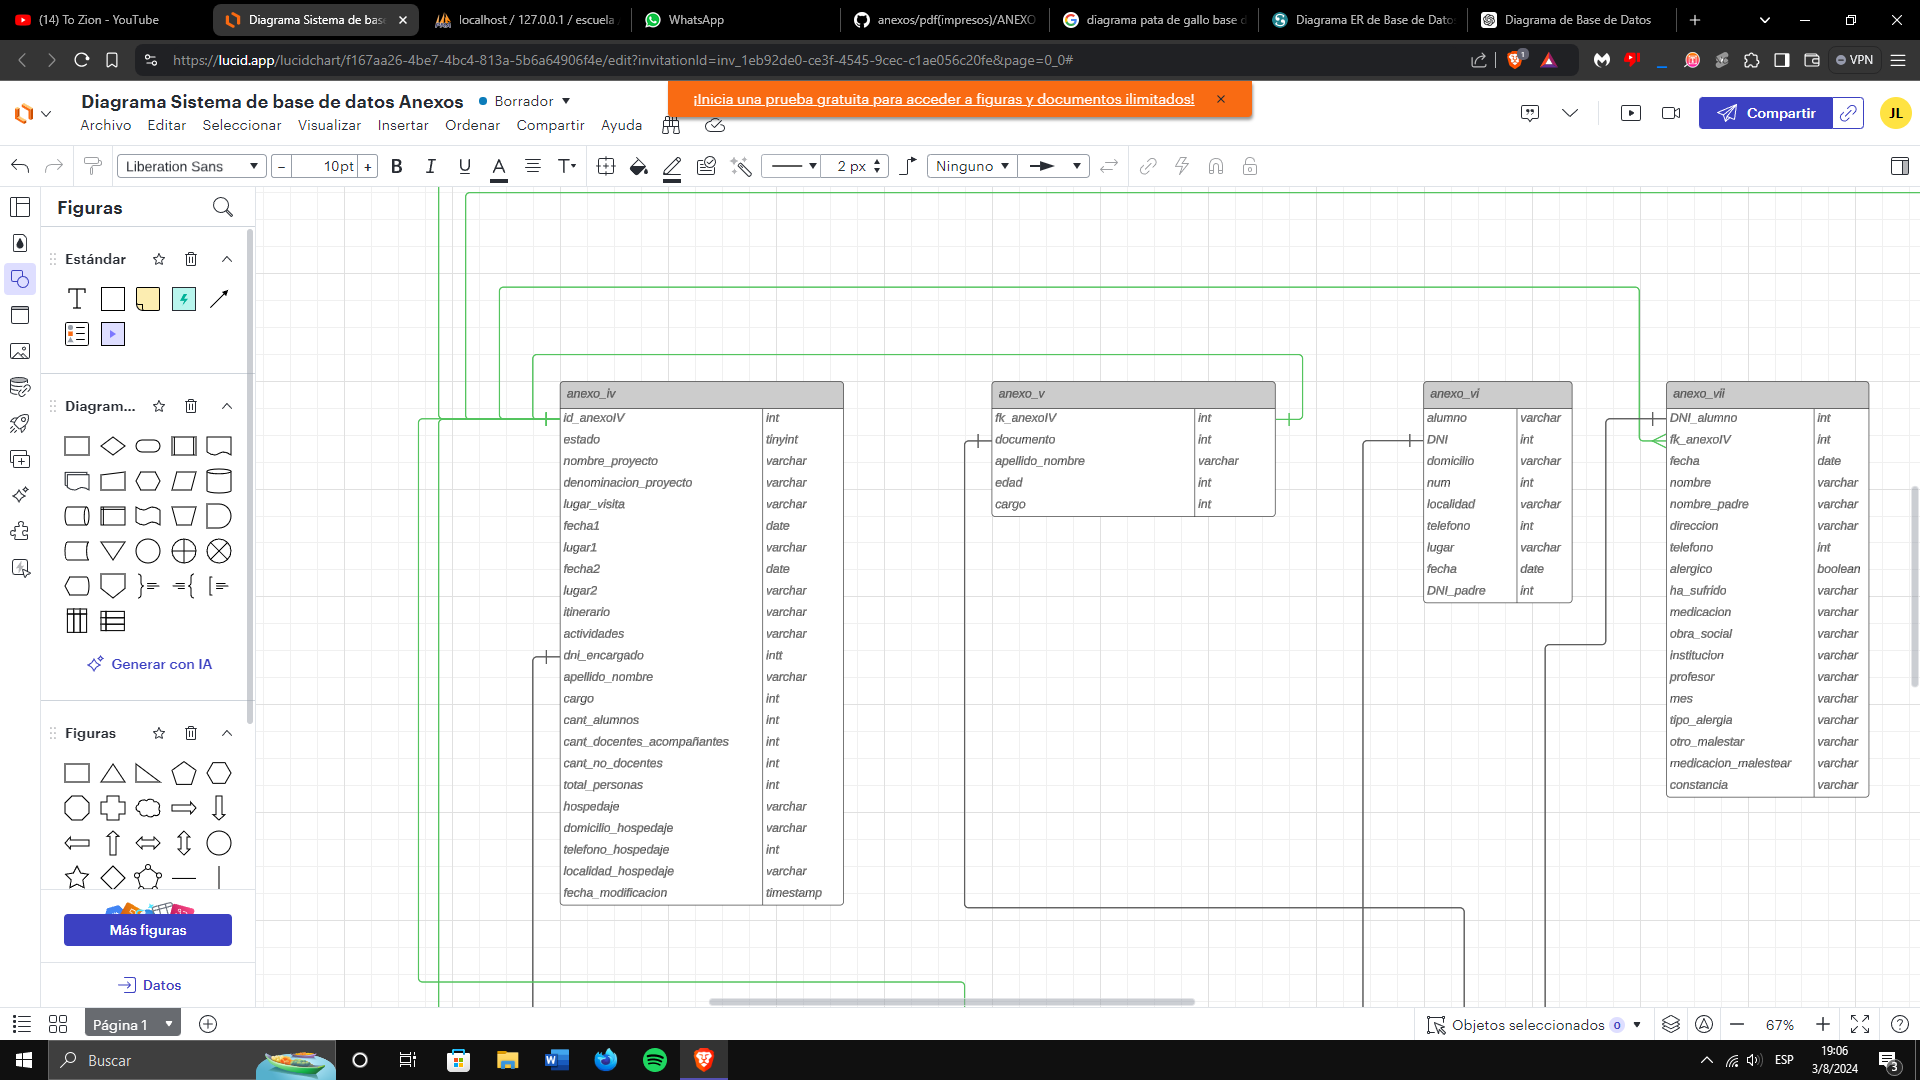 (14) To Zion - YouTube
Diagrama Sistema de base
localhost / 127.0.0.1 / escuela
WhatsApp
anexos/pdf(impresos)/ANEXO
diagrama pata de gallo base d
Diagrama ER de Base de Dato
Diagrama de Base de Datos
https://lucid.app/lucidchart/f167aa26-4be7-4bc4-813a-5b6a64906f4e/edit?invitationId=inv_1eb92de0-ce3f-4545-9cec-c1ae056c20fe&page=0_0#
1
VPN
Diagrama Sistema de base de datos Anexos
Borrador
¡Inicia una prueba gratuita para acceder a figuras y documentos ilimitados!
Archivo Editar Seleccionar Visualizar Insertar Ordenar Compartir Ayuda
Compartir
JL
Liberation Sans
10pt
B I U A T
2 px
Ninguno
Figuras
Estándar
T
Diagram...
Generar con IA
Figuras
Más figuras
Datos
anexo_iv
id_anexoIV int
estado tinyint
nombre_proyecto varchar
denominacion_proyecto varchar
lugar_visita varchar
fecha1 date
lugar1 varchar
fecha2 date
lugar2 varchar
itinerario varchar
actividades varchar
dni_encargado intt
apellido_nombre varchar
cargo int
cant_alumnos int
cant_docentes_acompañantes int
cant_no_docentes int
total_personas int
hospedaje varchar
domicilio_hospedaje varchar
telefono_hospedaje int
localidad_hospedaje varchar
fecha_modificacion timestamp
anexo_v
fk_anexoIV int
documento int
apellido_nombre varchar
edad int
cargo int
anexo_vi
alumno varchar
DNI int
domicilio varchar
num int
localidad varchar
telefono int
lugar varchar
fecha date
DNI_padre int
anexo_vii
DNI_alumno int
fk_anexoIV int
fecha date
nombre varchar
nombre_padre varchar
direccion varchar
telefono int
alergico boolean
ha_sufrido varchar
medicacion varchar
obra_social varchar
institucion varchar
profesor varchar
mes varchar
tipo_alergia varchar
otro_malestar varchar
medicacion_malestear varchar
constancia varchar
Página 1
Objetos seleccionados 0
67%
Buscar
ESP
19:06
3/8/2024
3